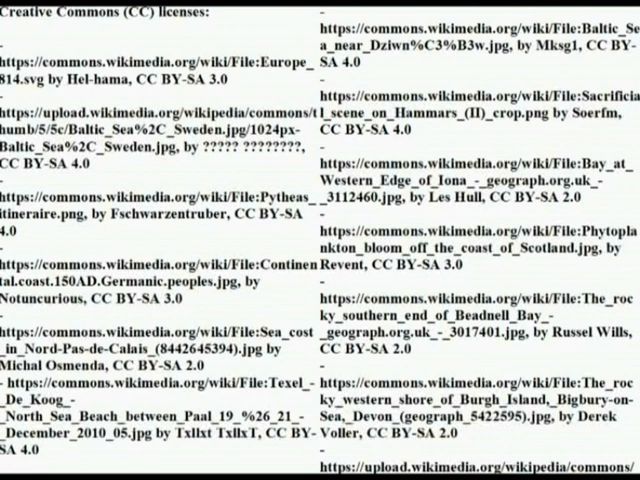 Creative Commons (CC) licenses:
-
https://commons.wikimedia.org/wiki/File:Europe_
814.svg by Hel-hama, CC BY-SA 3.0
-
https://upload.wikimedia.org/wikipedia/commons/t
humb/5/5c/Baltic_Sea%2C_Sweden.jpg/1024px-
Baltic_Sea%2C_Sweden.jpg, by ????? ????????,
CC BY-SA 4.0
-
https://commons.wikimedia.org/wiki/File:Pytheas_
itineraire.png, by Fschwarzentruber, CC BY-SA
4.0
-
https://commons.wikimedia.org/wiki/File:Continen
tal.coast.150AD.Germanic.peoples.jpg, by
Notuncurious, CC BY-SA 3.0
-
https://commons.wikimedia.org/wiki/File:Sea_cost
_in_Nord-Pas-de-Calais_(8442645394).jpg by
Michal Osmenda, CC BY-SA 2.0
- https://commons.wikimedia.org/wiki/File:Texel_-
_De_Koog_-
_North_Sea_Beach_between_Paal_19_%26_21_-
_December_2010_05.jpg by Txllxt TxllxT, CC BY-
SA 4.0
-
https://commons.wikimedia.org/wiki/File:Baltic_Se
a_near_Dziwn%C3%B3w.jpg, by Mksg1, CC BY-
SA 4.0
-
https://commons.wikimedia.org/wiki/File:Sacrificia
l_scene_on_Hammars_(II)_crop.png by Soerfm,
CC BY-SA 4.0
-
https://commons.wikimedia.org/wiki/File:Bay_at_
Western_Edge_of_Iona_-_geograph.org.uk_-
_3112460.jpg, by Les Hull, CC BY-SA 2.0
-
https://commons.wikimedia.org/wiki/File:Phytopla
nkton_bloom_off_the_coast_of_Scotland.jpg, by
Revent, CC BY-SA 3.0
-
https://commons.wikimedia.org/wiki/File:The_roc
ky_southern_end_of_Beadnell_Bay_-
_geograph.org.uk_-_3017401.jpg, by Russel Wills,
CC BY-SA 2.0
-
https://commons.wikimedia.org/wiki/File:The_roc
ky_western_shore_of_Burgh_Island,_Bigbury-on-
Sea,_Devon_(geograph_5422595).jpg, by Derek
Voller, CC BY-SA 2.0
-
https://upload.wikimedia.org/wikipedia/commons/